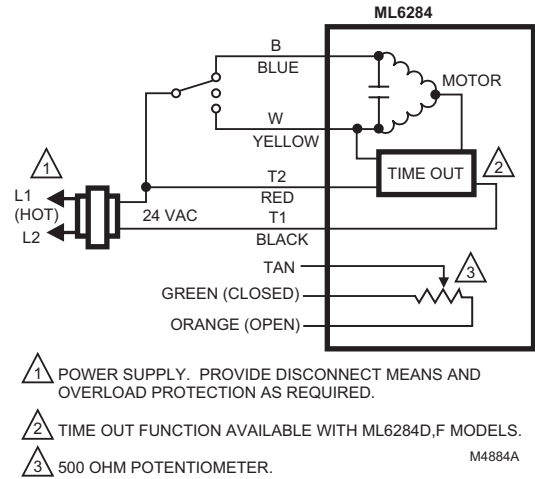 ML6284
B
BLUE
MOTOR
W
YELLOW
1
TIME OUT
2
T2
RED
L1
(HOT)
24 VAC
T1
L2
BLACK
TAN
3
GREEN (CLOSED)
ORANGE (OPEN)
1 POWER SUPPLY. PROVIDE DISCONNECT MEANS AND
OVERLOAD PROTECTION AS REQUIRED.
2 TIME OUT FUNCTION AVAILABLE WITH ML6284D,F MODELS.
3 500 OHM POTENTIOMETER.
M4884A